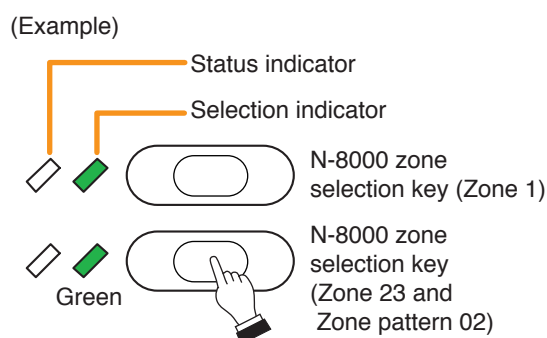 (Example)
Status indicator
Selection indicator
N-8000 zone
selection key (Zone 1)
N-8000 zone
selection key
(Zone 23 and
Zone pattern 02)
Green